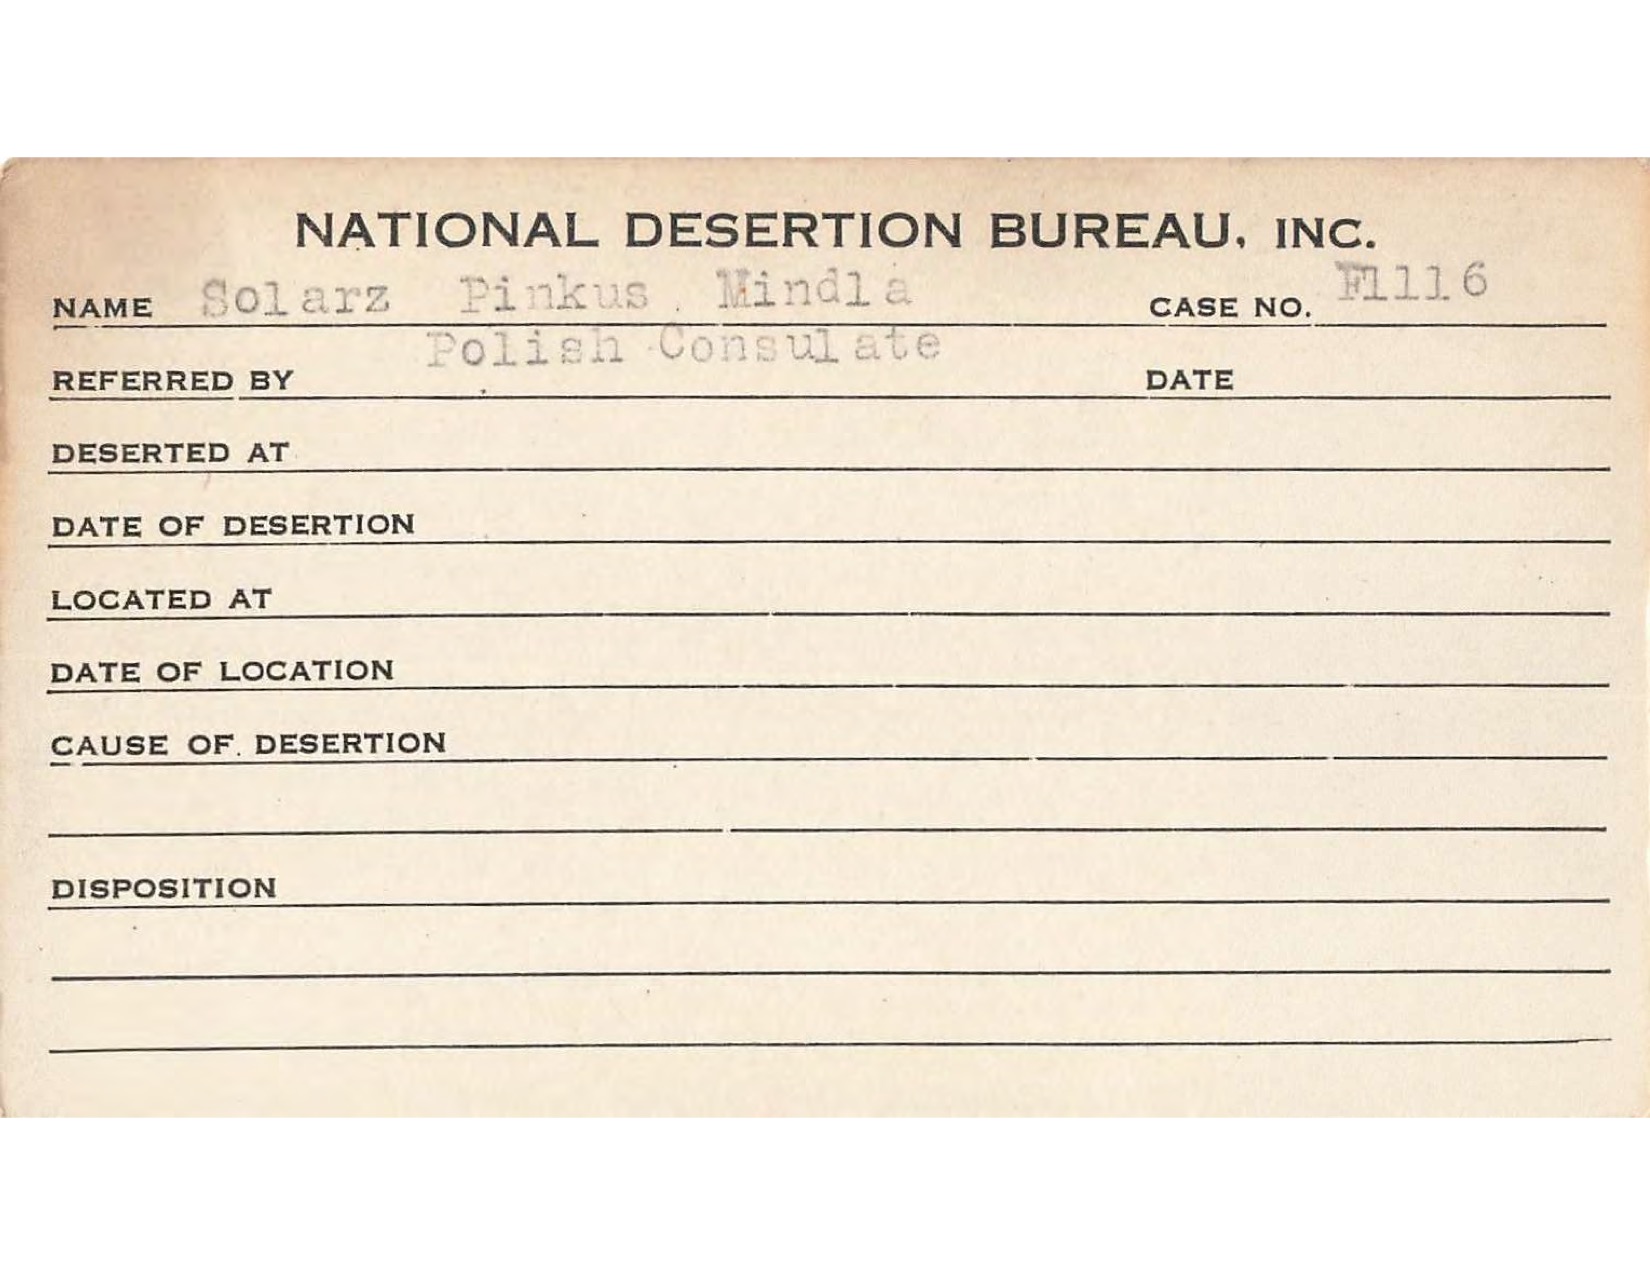 NATIONAL DESERTION BUREAU, INC.
NAME Solarz Pinkus Mindla CASE NO. F1116
REFERRED BY Polish Consulate DATE
DESERTED AT
DATE OF DESERTION
LOCATED AT
DATE OF LOCATION
CAUSE OF DESERTION
DISPOSITION